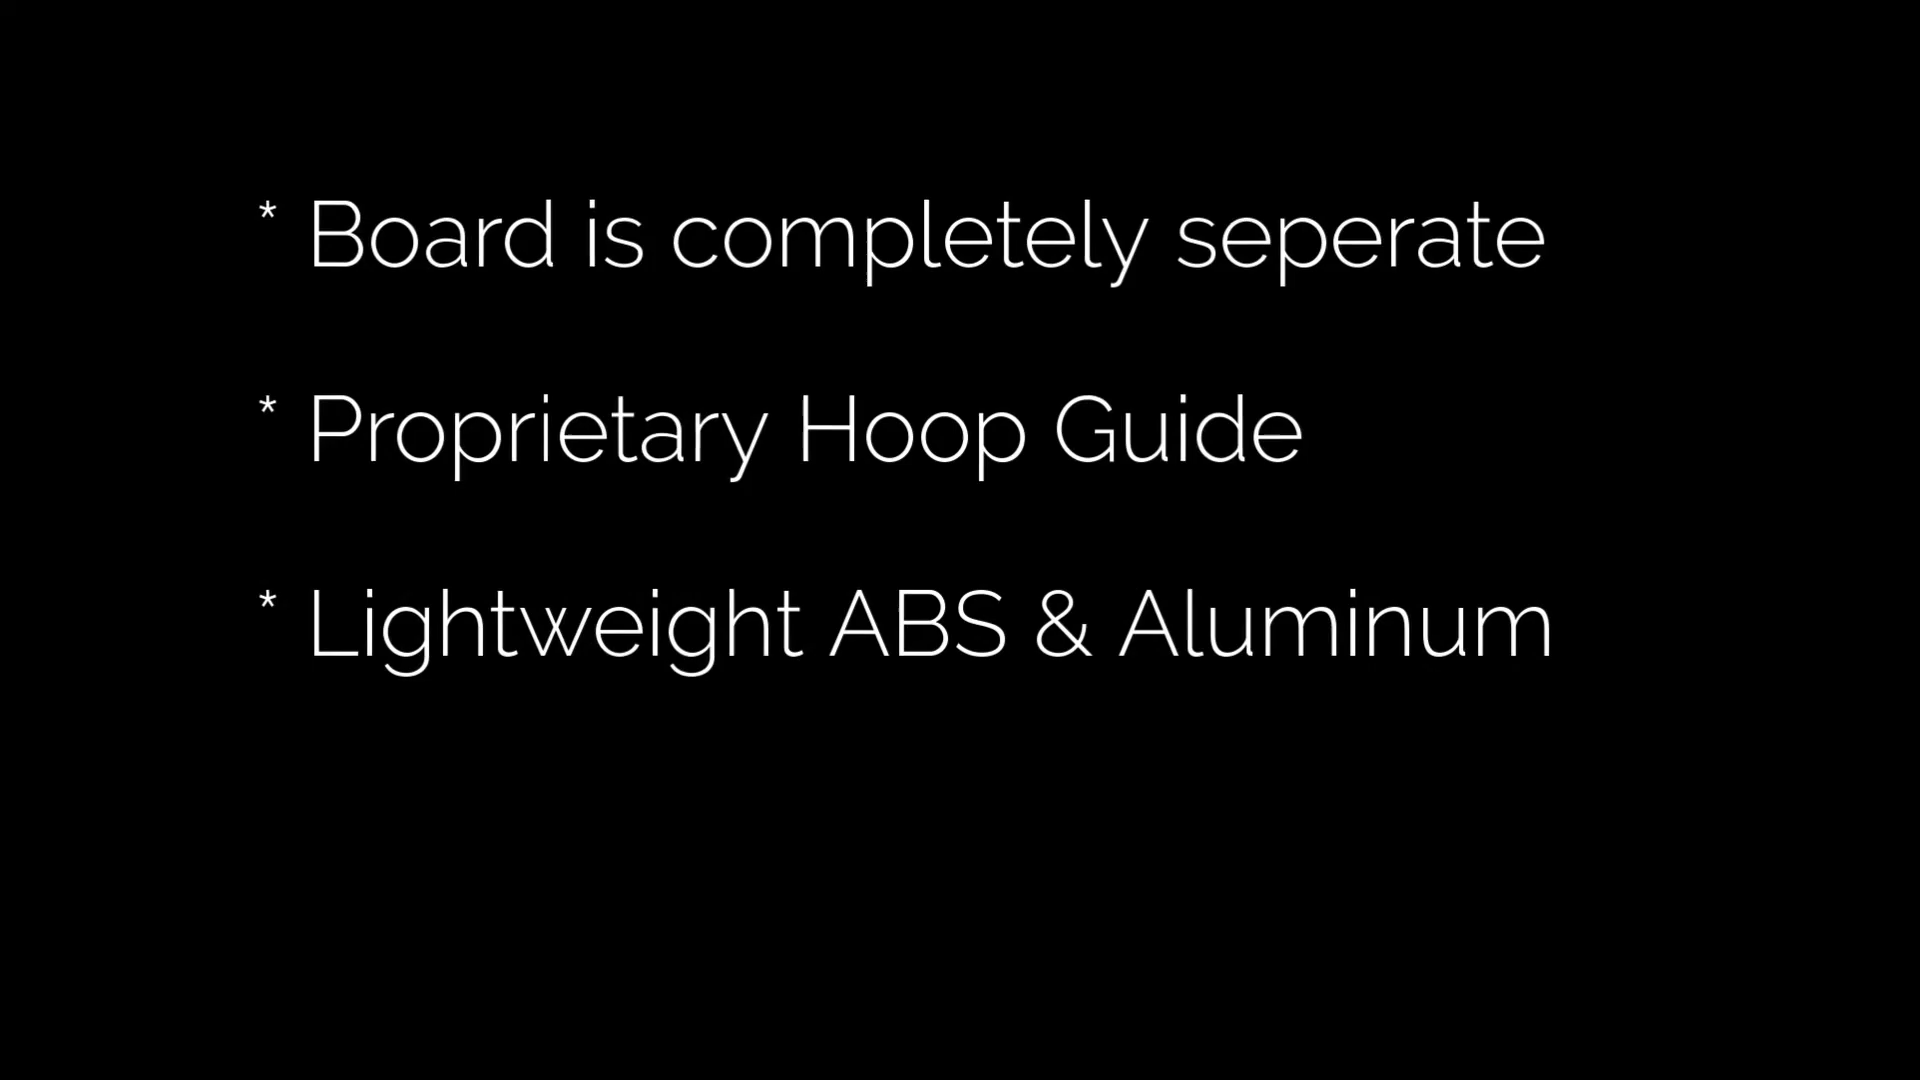 * Board is completely seperate
* Proprietary Hoop Guide
* Lightweight ABS & Aluminum